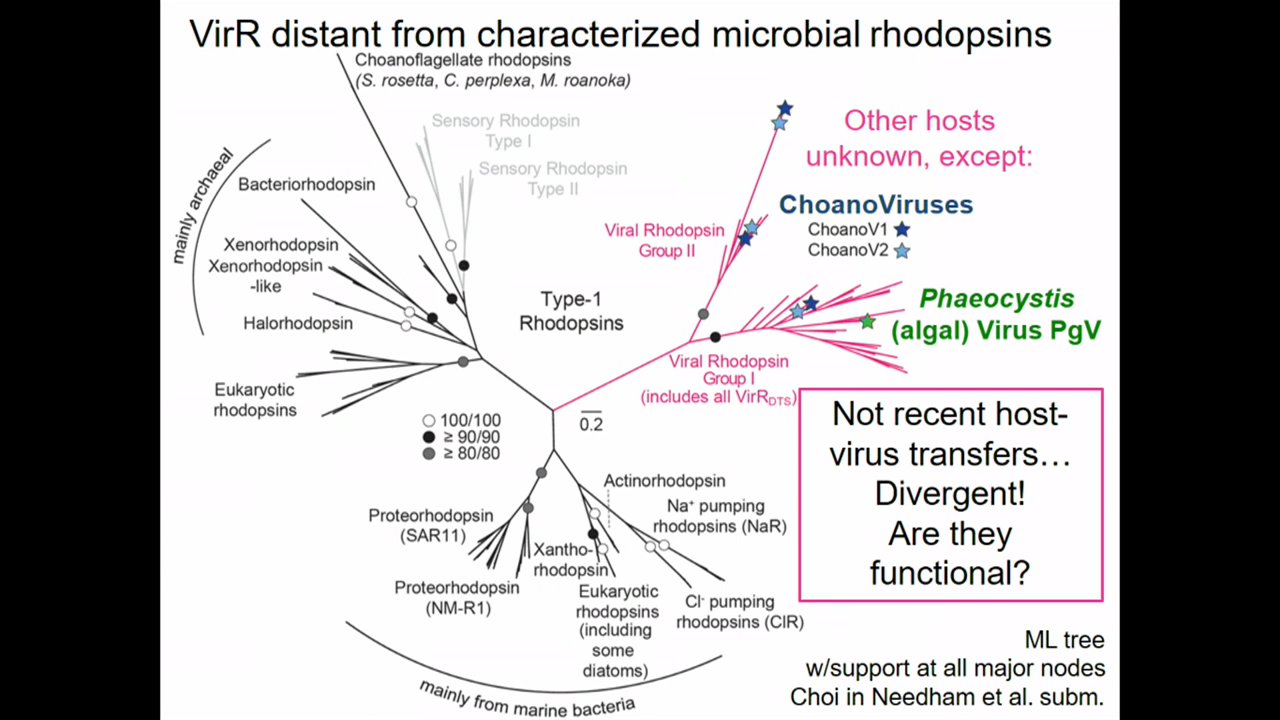 VirR distant from characterized microbial rhodopsins
Choanoflagellate rhodopsins
(S. rosetta, C. perplexa, M. roanoka)
Sensory Rhodopsin
Type I
Sensory Rhodopsin
Type II
mainly archaeal
Bacteriorhodopsin
Xenorhodopsin
Xenorhodopsin
-like
Halorhodopsin
Eukaryotic
rhodopsins
Type-1
Rhodopsins
Viral Rhodopsin
Group II
Other hosts
unknown, except:
ChoanoViruses
ChoanoV1
ChoanoV2
Phaeocystis
(algal) Virus PgV
Viral Rhodopsin
Group I
(includes all VirRDTS)
0.2
100/100
≥ 90/90
≥ 80/80
Not recent host-
virus transfers…
Divergent!
Are they
functional?
Proteorhodopsin
(SAR11)
Proteorhodopsin
(NM-R1)
Xantho-
rhodopsin
Actinorhodopsin
Na⁺ pumping
rhodopsins (NaR)
Eukaryotic
rhodopsins
(including
some
diatoms)
Cl⁻ pumping
rhodopsins (ClR)
mainly from marine bacteria
ML tree
w/support at all major nodes
Choi in Needham et al. subm.